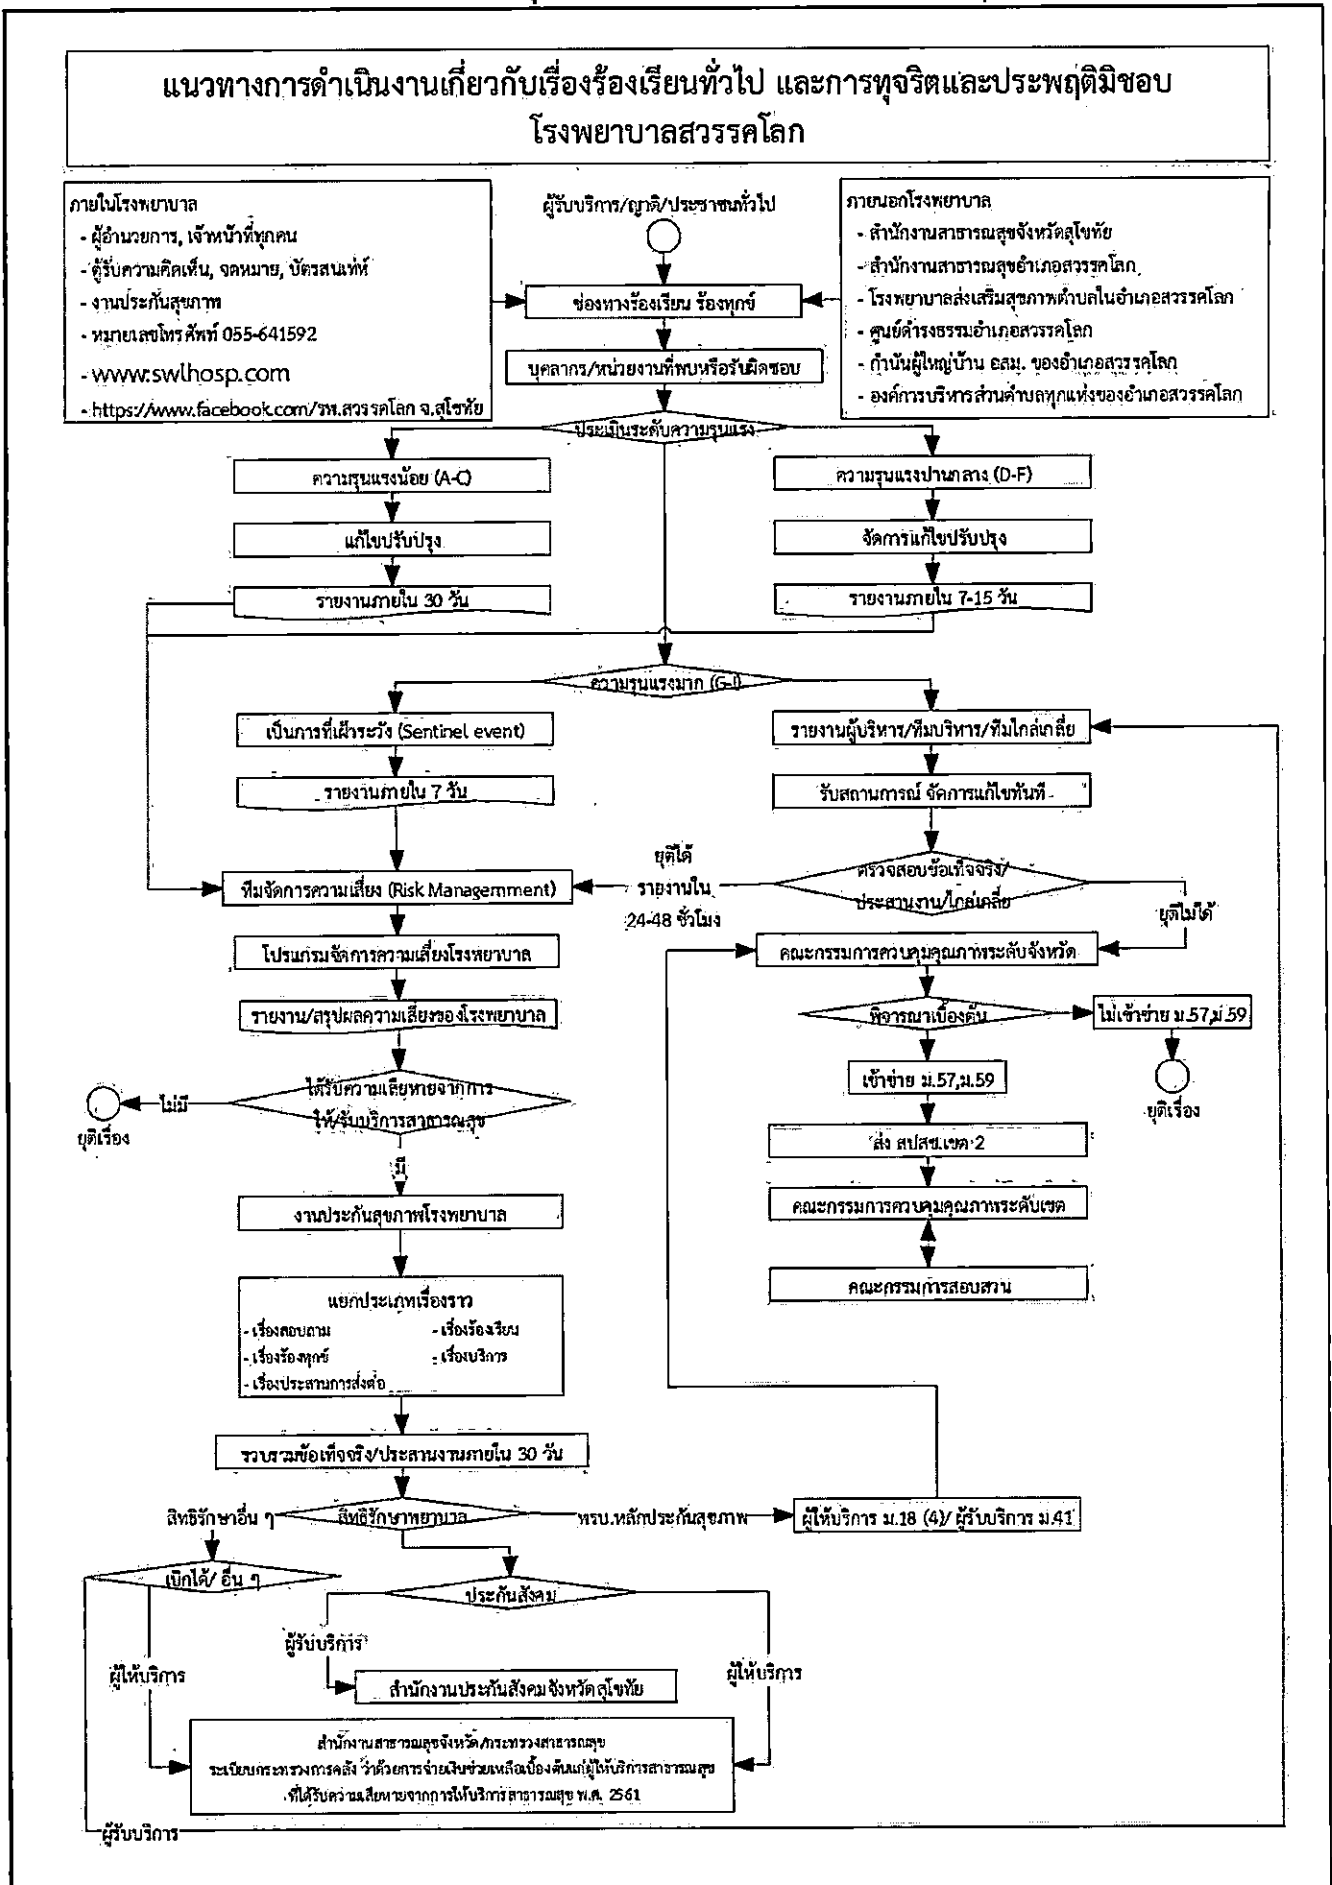 แนวทางการดำเนินงานเกี่ยวกับเรื่องร้องเรียนทั่วไป และการทุจริตและประพฤติมิชอบ
โรงพยาบาลสวรรคโลก
ภายในโรงพยาบาล
- ผู้อำนวยการ, เจ้าหน้าที่ทุกคน
- ตู้รับความคิดเห็น, จดหมาย, บัตรสนเท่ห์
- งานประกันสุขภาพ
- หมายเลขโทรศัพท์ 055-641592
- www.swlhosp.com
- https://www.facebook.com/รพ.สวรรคโลก จ.สุโขทัย
ผู้รับบริการ/ญาติ/ประชาชนทั่วไป
ช่องทางร้องเรียน ร้องทุกข์
บุคลากร/หน่วยงานที่พบหรือรับผิดชอบ
ภายนอกโรงพยาบาล
- สำนักงานสาธารณสุขจังหวัดสุโขทัย
- สำนักงานสาธารณสุขอำเภอสวรรคโลก
- โรงพยาบาลส่งเสริมสุขภาพตำบลในอำเภอสวรรคโลก
- ศูนย์ดำรงธรรมอำเภอสวรรคโลก
- กำนันผู้ใหญ่บ้าน อสม. ของอำเภอสวรรคโลก
- องค์การบริหารส่วนตำบลทุกแห่งของอำเภอสวรรคโลก
ประเมินระดับความรุนแรง
ความรุนแรงน้อย (A-C)
แก้ไขปรับปรุง
รายงานภายใน 30 วัน
ความรุนแรงปานกลาง (D-F)
จัดการแก้ไขปรับปรุง
รายงานภายใน 7-15 วัน
ความรุนแรงมาก (G-I)
เป็นการที่เฝ้าระวัง (Sentinel event)
รายงานภายใน 7 วัน
รายงานผู้บริหาร/ทีมบริหาร/ทีมไกล่เกลี่ย
รับสถานการณ์ จัดการแก้ไขทันที
ตรวจสอบข้อเท็จจริง/
ประสานงาน/ไกล่เกลี่ย
ยุติได้
รายงานใน
24-48 ชั่วโมง
ยุติไม่ได้
ทีมจัดการความเสี่ยง (Risk Managemment)
โปรแกรมจัดการความเสี่ยงโรงพยาบาล
รายงาน/สรุปผลความเสี่ยงของโรงพยาบาล
คณะกรรมการควบคุมคุณภาพระดับจังหวัด
พิจารณาเบื้องต้น
ไม่เข้าข่าย ม.57,ม.59
ยุติเรื่อง
เข้าข่าย ม.57,ม.59
ส่ง สปสช.เขต 2
คณะกรรมการควบคุมคุณภาพระดับเขต
คณะกรรมการสอบสวน
ได้รับความเสียหายจากการ
ให้/รับบริการสาธารณสุข
ไม่มี
ยุติเรื่อง
มี
งานประกันสุขภาพโรงพยาบาล
แยกประเภทเรื่องราว
- เรื่องสอบถาม - เรื่องร้องเรียน
- เรื่องร้องทุกข์ - เรื่องบริการ
- เรื่องประสานการส่งต่อ
รวบรวมข้อเท็จจริง/ประสานงานภายใน 30 วัน
สิทธิรักษาอื่น ๆ
สิทธิรักษาพยาบาล
พรบ.หลักประกันสุขภาพ
ผู้ให้บริการ ม.18 (4)/ ผู้รับบริการ ม.41
เบิกได้/ อื่น ๆ
ประกันสังคม
ผู้รับบริการ
ผู้ให้บริการ
ผู้ให้บริการ
สำนักงานประกันสังคมจังหวัดสุโขทัย
สำนักงานสาธารณสุขจังหวัด/กระทรวงสาธารณสุข
ระเบียบกระทรวงการคลัง ว่าด้วยการจ่ายเงินช่วยเหลือเบื้องต้นแก่ผู้ให้บริการสาธารณสุข
ที่ได้รับความเสียหายจากการให้บริการสาธารณสุข พ.ศ. 2561
ผู้รับบริการ